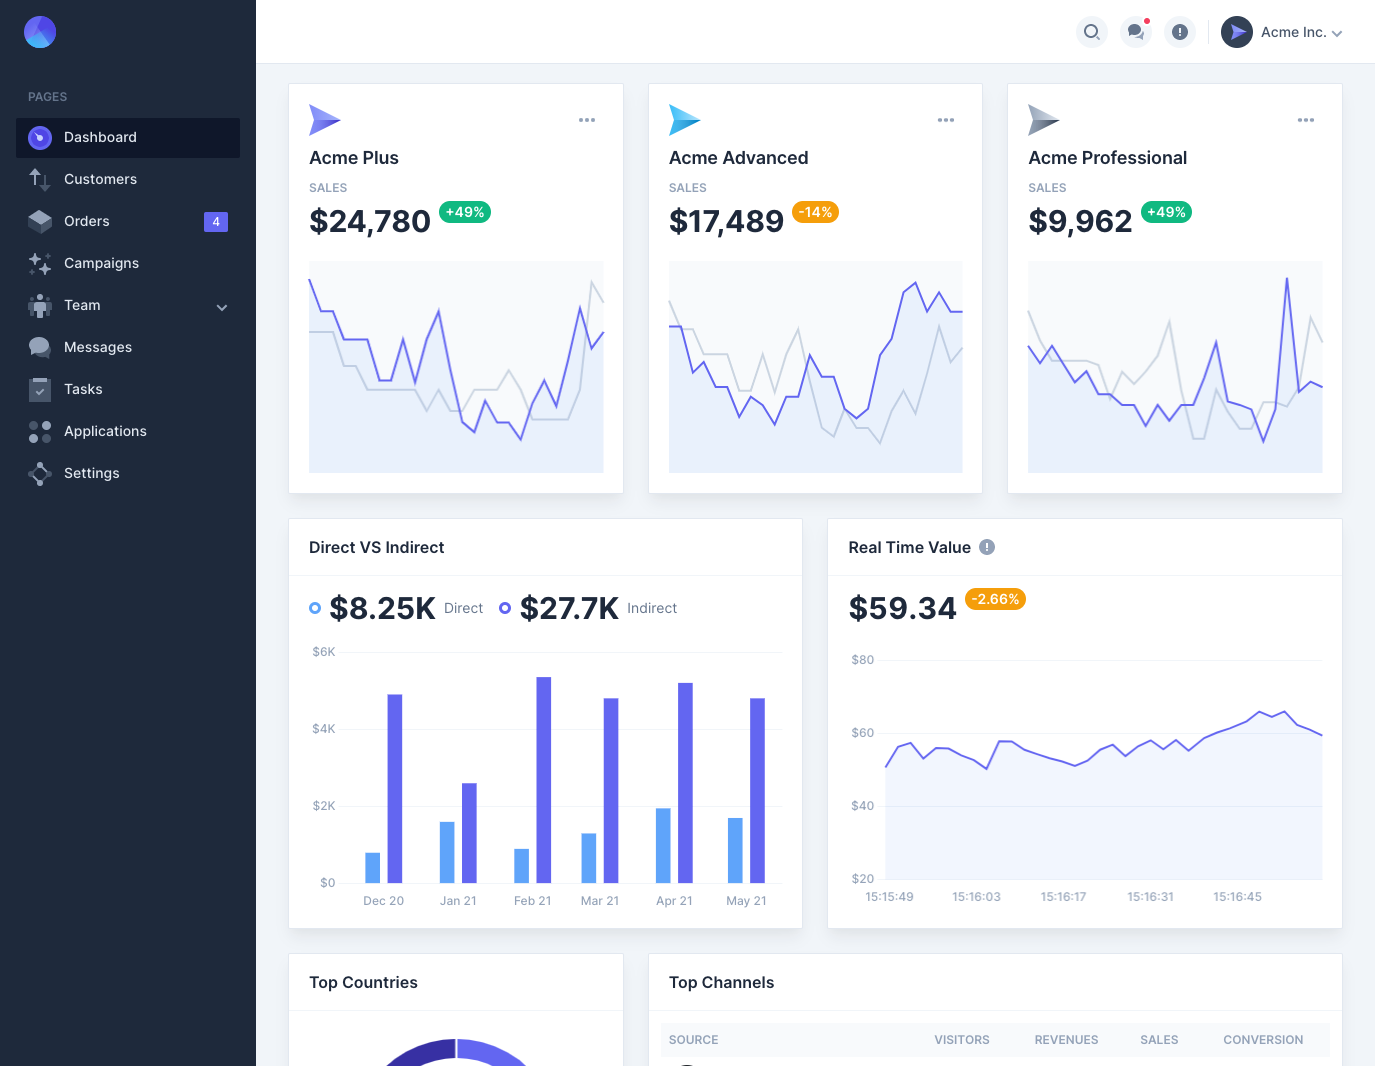 PAGES
Dashboard
Customers
Orders 4
Campaigns
Team
Messages
Tasks
Applications
Settings
Acme Inc.
Acme Plus
SALES
$24,780 +49%
Acme Advanced
SALES
$17,489 -14%
Acme Professional
SALES
$9,962 +49%
Direct VS Indirect
$8.25K Direct $27.7K Indirect
$6K
$4K
$2K
$0
Dec 20 Jan 21 Feb 21 Mar 21 Apr 21 May 21
Real Time Value
$59.34 -2.66%
$80
$60
$40
$20
15:15:49 15:16:03 15:16:17 15:16:31 15:16:45
Top Countries
Top Channels
SOURCE VISITORS REVENUES SALES CONVERSION